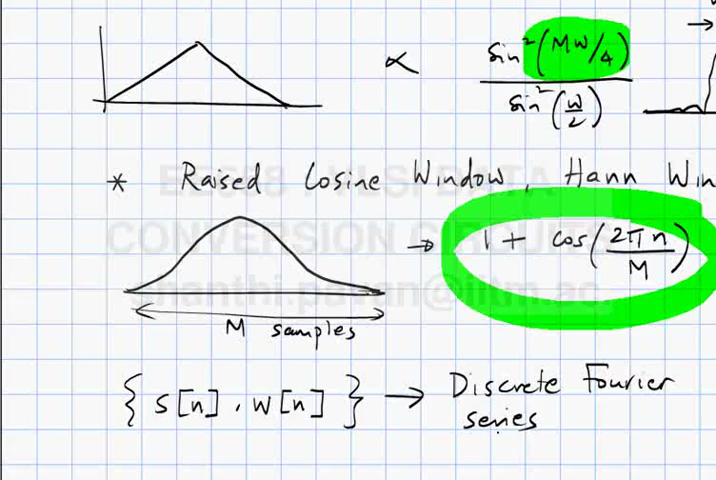 ∝ sin²(Mω/4)
sin²(ω/2)
* Raised Cosine Window, Hann Win
→ 1 + cos(2πn/M)
M samples
{ s[n] . w[n] } → Discrete Fourier
series